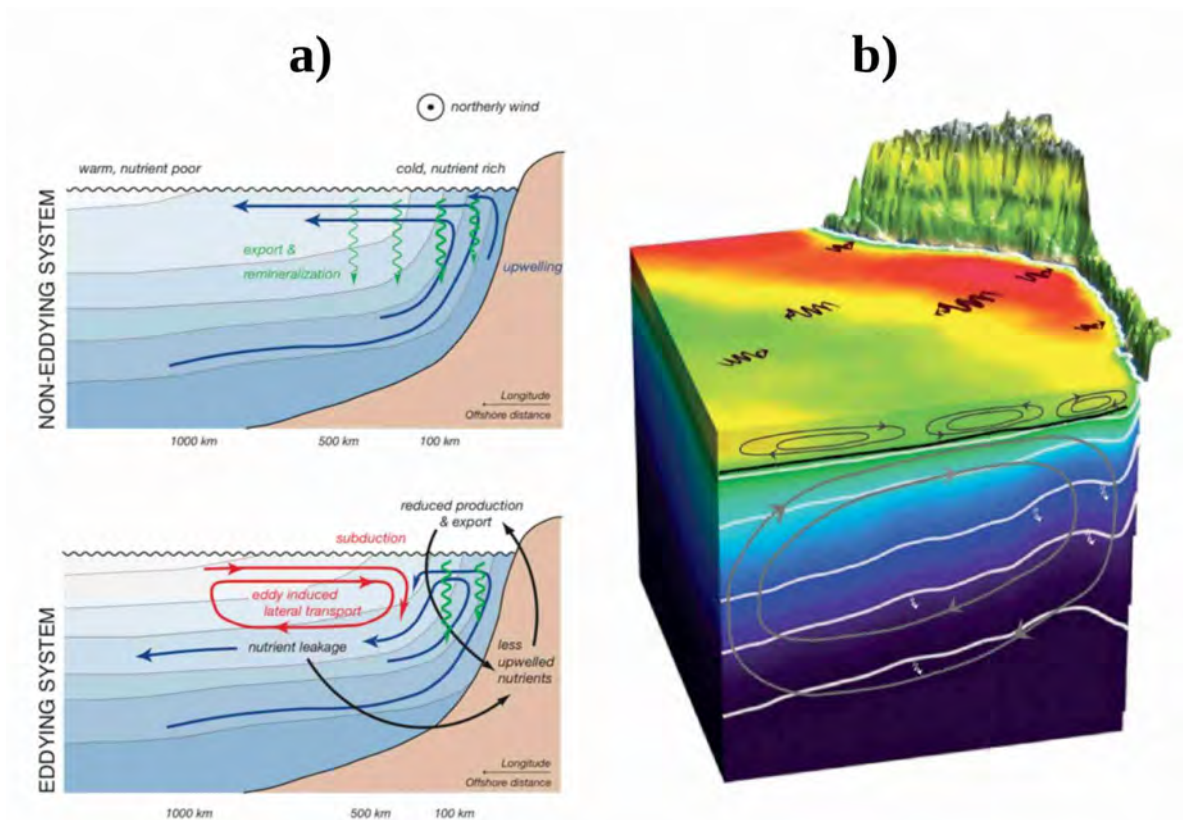 a)
b)
northerly wind
warm, nutrient poor
cold, nutrient rich
NON-EDDYING SYSTEM
export &
remineralization
upwelling
Longitude
Offshore distance
1000 km
500 km
100 km
reduced production
& export
subduction
EDDYING SYSTEM
eddy induced
lateral transport
nutrient leakage
less
upwelled
nutrients
Longitude
Offshore distance
1000 km
500 km
100 km